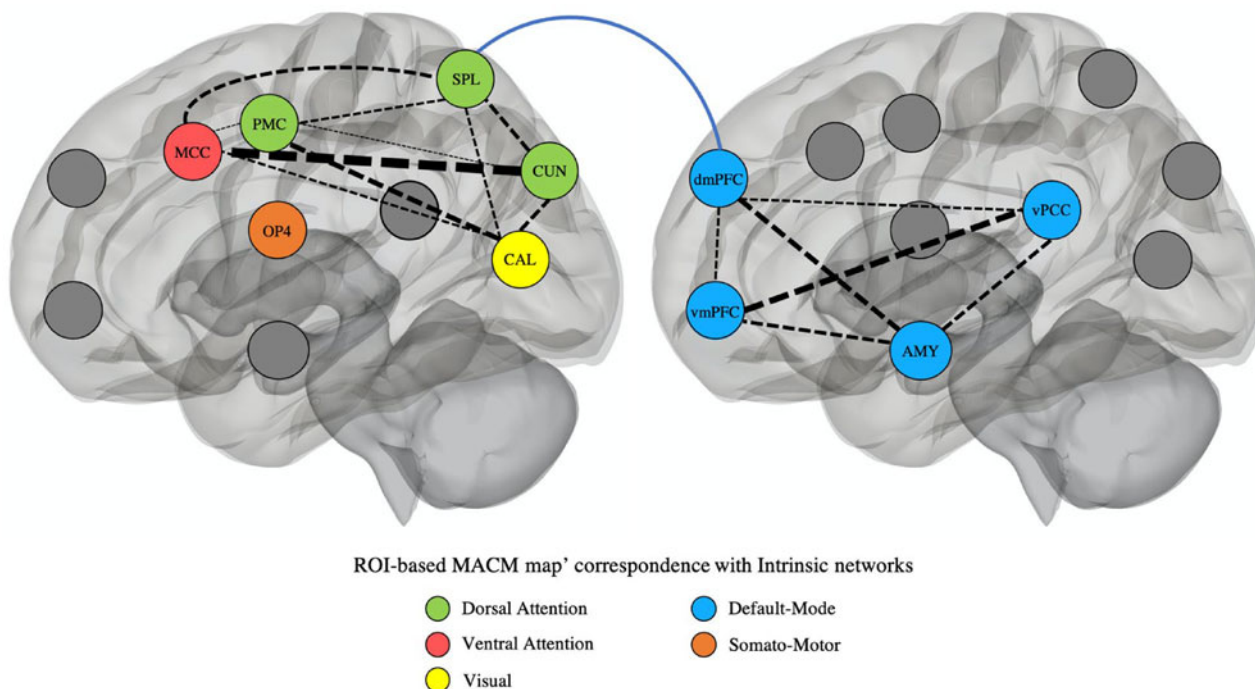 SPL
PMC
MCC
CUN
OP4
CAL
dmPFC
vPCC
vmPFC
AMY
ROI-based MACM map’ correspondence with Intrinsic networks
Dorsal Attention
Default-Mode
Ventral Attention
Somato-Motor
Visual